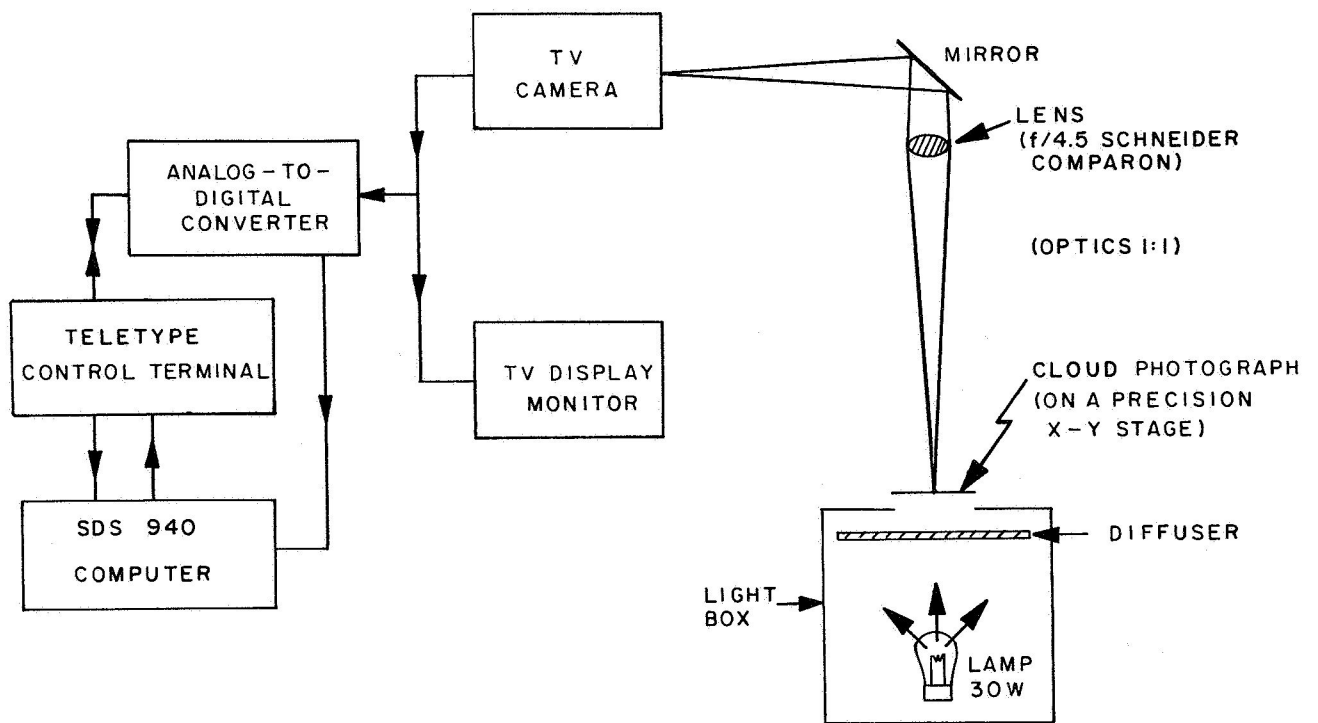 TV
CAMERA
MIRROR
LENS
(f/4.5 SCHNEIDER
COMPARON)
ANALOG-TO-
DIGITAL
CONVERTER
(OPTICS 1:1)
TELETYPE
CONTROL TERMINAL
TV DISPLAY
MONITOR
CLOUD PHOTOGRAPH
(ON A PRECISION
X-Y STAGE)
SDS 940
COMPUTER
DIFFUSER
LIGHT
BOX
LAMP
30W